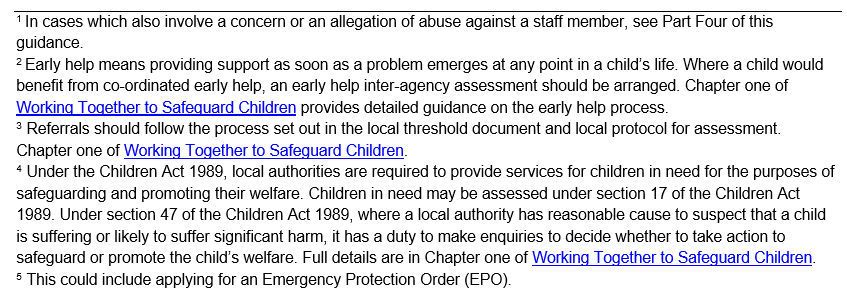 ¹ In cases which also involve a concern or an allegation of abuse against a staff member, see Part Four of this
guidance.
² Early help means providing support as soon as a problem emerges at any point in a child’s life. Where a child would
benefit from co-ordinated early help, an early help inter-agency assessment should be arranged. Chapter one of
Working Together to Safeguard Children provides detailed guidance on the early help process.
³ Referrals should follow the process set out in the local threshold document and local protocol for assessment.
Chapter one of Working Together to Safeguard Children.
⁴ Under the Children Act 1989, local authorities are required to provide services for children in need for the purposes of
safeguarding and promoting their welfare. Children in need may be assessed under section 17 of the Children Act
1989. Under section 47 of the Children Act 1989, where a local authority has reasonable cause to suspect that a child
is suffering or likely to suffer significant harm, it has a duty to make enquiries to decide whether to take action to
safeguard or promote the child’s welfare. Full details are in Chapter one of Working Together to Safeguard Children.
⁵ This could include applying for an Emergency Protection Order (EPO).